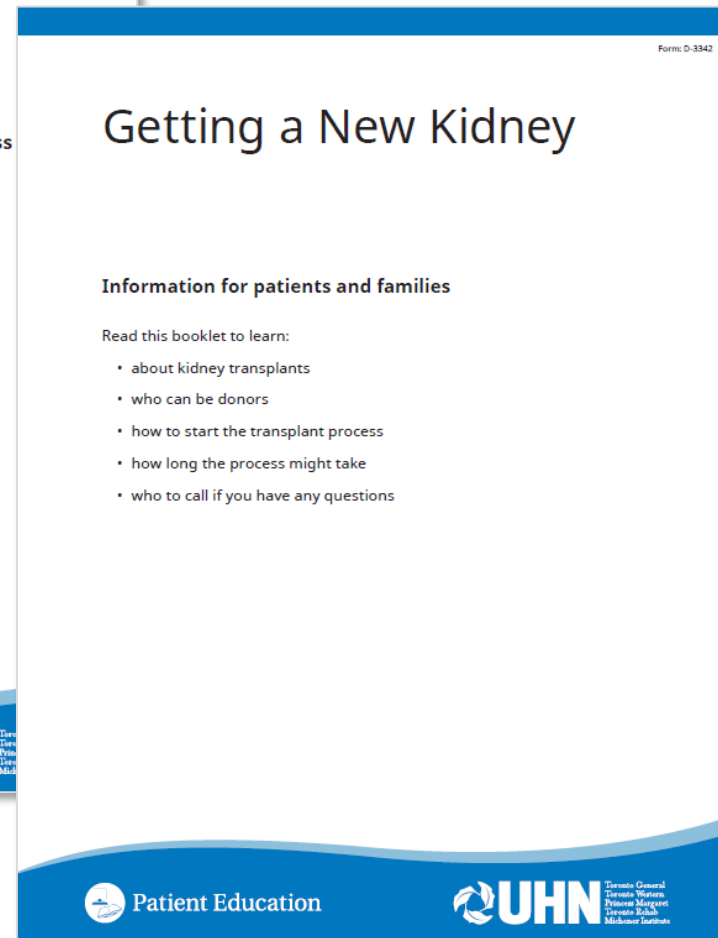 Form: D-3342
Getting a New Kidney
Information for patients and families
Read this booklet to learn:
• about kidney transplants
• who can be donors
• how to start the transplant process
• how long the process might take
• who to call if you have any questions
Patient Education
UHN
Toronto General
Toronto Western
Princess Margaret
Toronto Rehab
Michener Institute